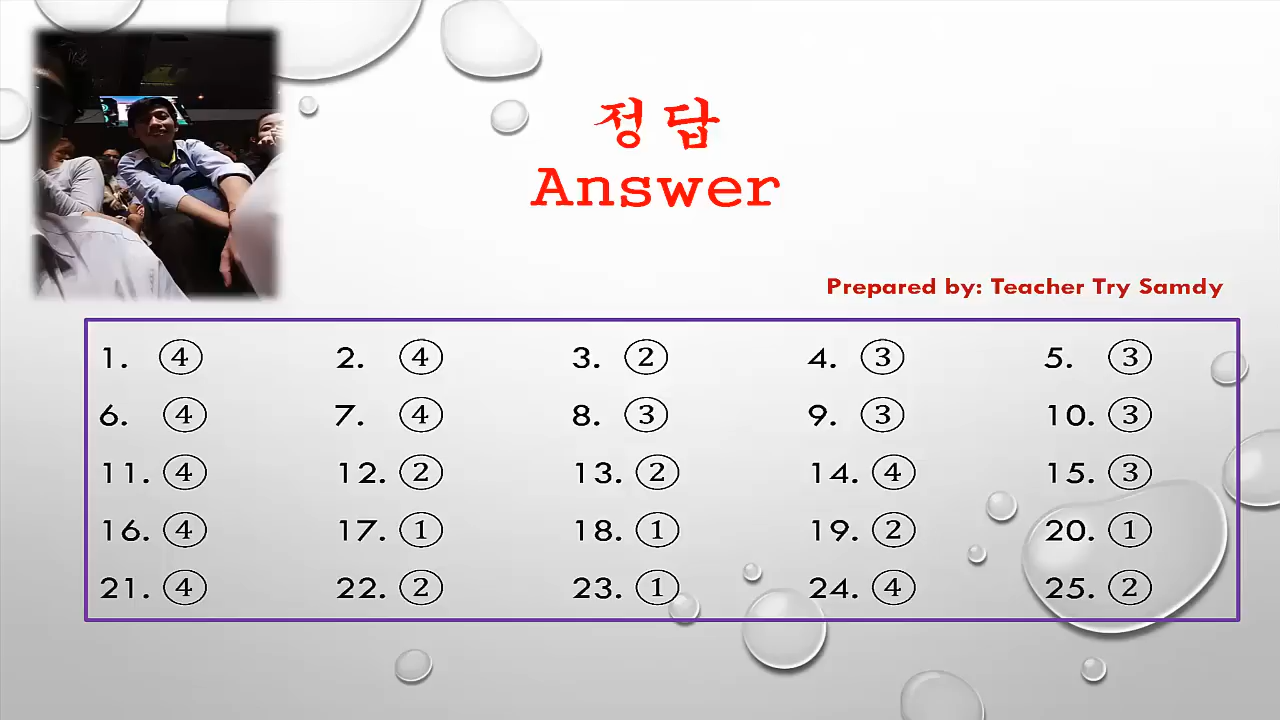 정 답
Answer
Prepared by: Teacher Try Samdy
1. ④ 2. ④ 3. ② 4. ③ 5. ③
6. ④ 7. ④ 8. ③ 9. ③ 10. ③
11. ④ 12. ② 13. ② 14. ④ 15. ③
16. ④ 17. ① 18. ① 19. ② 20. ①
21. ④ 22. ② 23. ① 24. ④ 25. ②